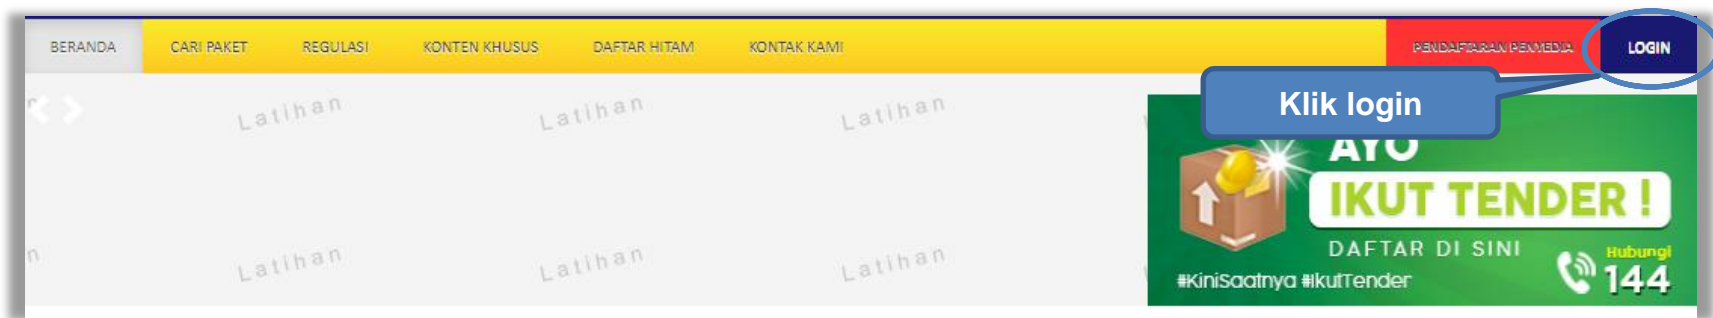 BERANDA CARI PAKET REGULASI KONTEN KHUSUS DAFTAR HITAM KONTAK KAMI PENDAFTARAN PENYEDIA LOGIN
Klik login
Latihan Latihan Latihan
AYO
IKUT TENDER !
DAFTAR DI SINI
n Latihan Latihan Latihan
#KiniSaatnya #IkutTender
Hubungi
144